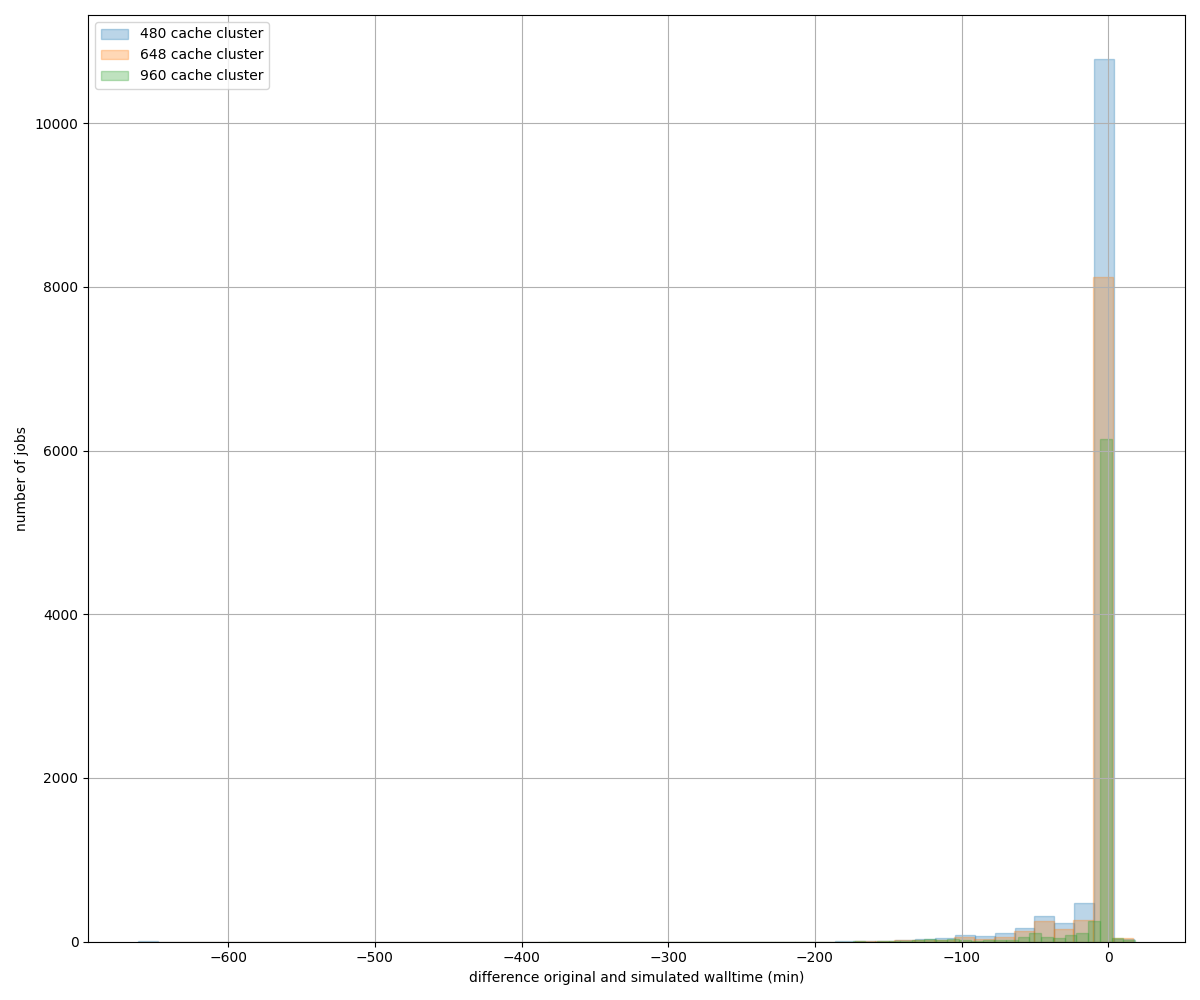 480 cache cluster
648 cache cluster
960 cache cluster
10000
8000
6000
4000
2000
0
number of jobs
−600
−500
−400
−300
−200
−100
0
difference original and simulated walltime (min)